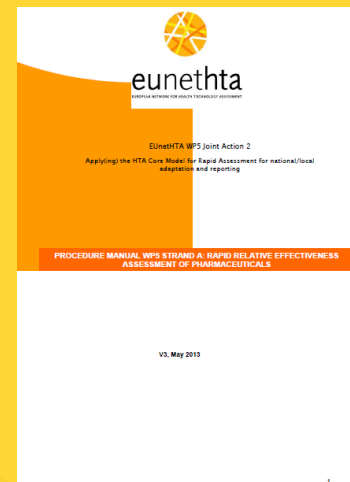 eunethta
EUROPEAN NETWORK FOR HEALTH TECHNOLOGY ASSESSMENT
EUnetHTA WP5 Joint Action 2
Apply(ing) the HTA Core Model for Rapid Assessment for national/local
adaptation and reporting
PROCEDURE MANUAL WP5 STRAND A: RAPID RELATIVE EFFECTIVENESS
ASSESSMENT OF PHARMACEUTICALS
V3, May 2013